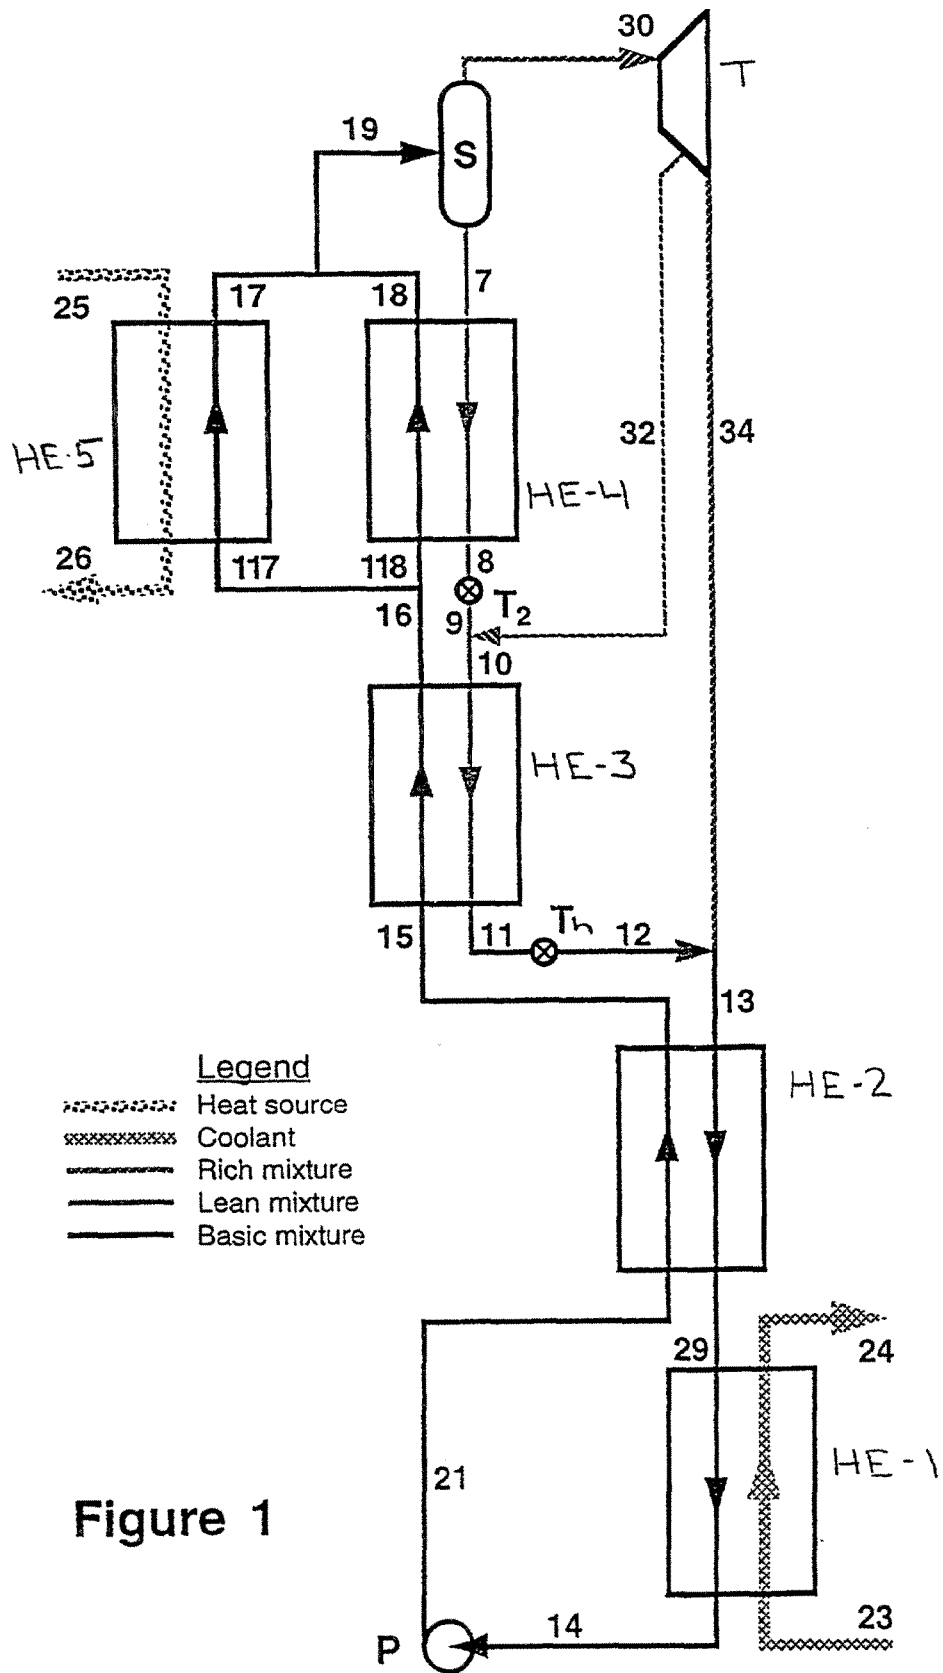 30
T
19
S
7
17
18
25
HE-5
32
34
HE-4
26
117
118
8
16
T2
9
10
HE-3
15
11
Th
12
13
Legend
Heat source
Coolant
Rich mixture
Lean mixture
Basic mixture
HE-2
29
24
21
HE-1
Figure 1
P
14
23